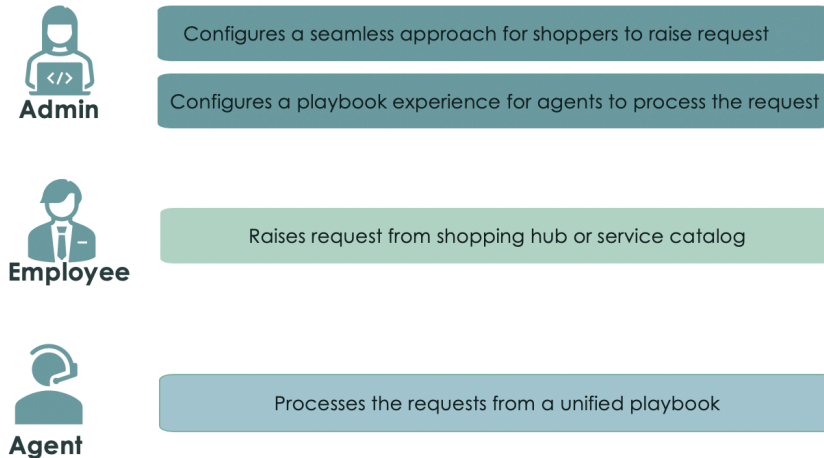 Configures a seamless approach for shoppers to raise request
</>
Admin
Configures a playbook experience for agents to process the request
Raises request from shopping hub or service catalog
Employee
Processes the requests from a unified playbook
Agent